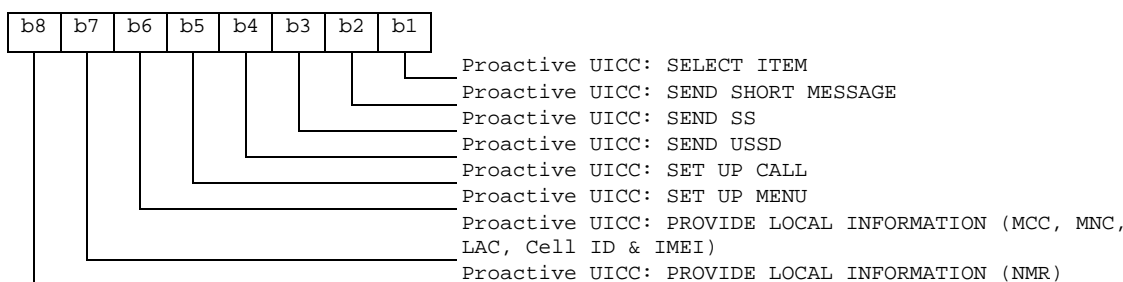 b8 b7 b6 b5 b4 b3 b2 b1
Proactive UICC: SELECT ITEM
Proactive UICC: SEND SHORT MESSAGE
Proactive UICC: SEND SS
Proactive UICC: SEND USSD
Proactive UICC: SET UP CALL
Proactive UICC: SET UP MENU
Proactive UICC: PROVIDE LOCAL INFORMATION (MCC, MNC,
LAC, Cell ID & IMEI)
Proactive UICC: PROVIDE LOCAL INFORMATION (NMR)